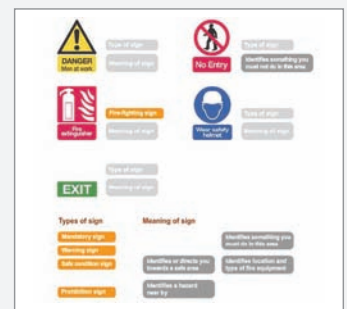 DANGER
Men at work
Type of sign
Meaning of sign
No Entry
Type of sign
Identifies something you
must not do in this area
Fire
extinguisher
Fire-fighting sign
Meaning of sign
Wear safety
helmet
Type of sign
Meaning of sign
EXIT
Type of sign
Meaning of sign
Types of sign
Meaning of sign
Mandatory sign
Warning sign
Safe condition sign
Prohibition sign
Identifies something you
must do in this area
Identifies or directs you
towards a safe area
Identifies location and
type of fire equipment
Identifies a hazard
near by